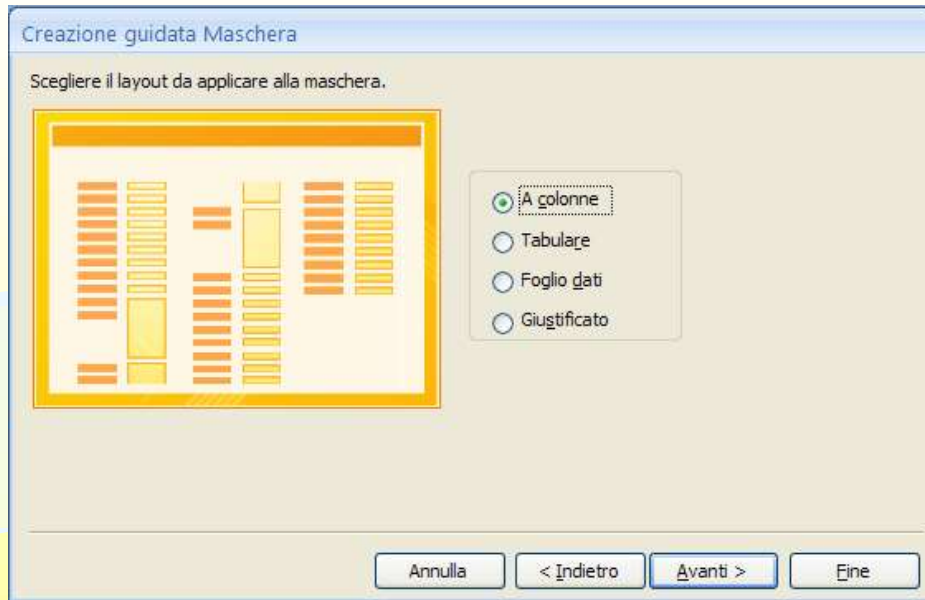 Creazione guidata Maschera
Scegliere il layout da applicare alla maschera.
A colonne
Tabulare
Foglio dati
Giustificato
Annulla
< Indietro
Avanti >
Fine